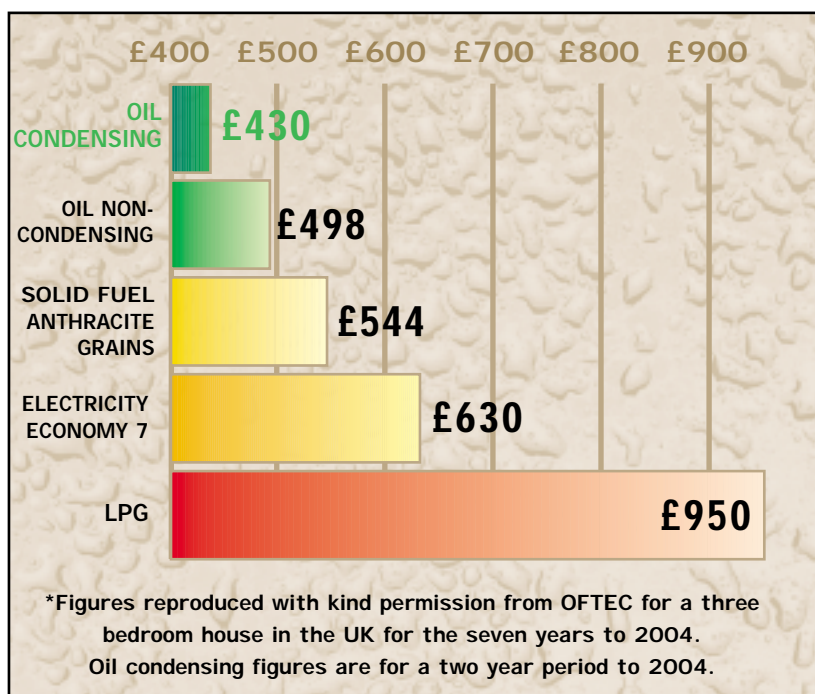 £400 £500 £600 £700 £800 £900
OIL
CONDENSING
£430
OIL NON-
CONDENSING
£498
SOLID FUEL
ANTHRACITE
GRAINS
£544
ELECTRICITY
ECONOMY 7
£630
LPG
£950
*Figures reproduced with kind permission from OFTEC for a three
bedroom house in the UK for the seven years to 2004.
Oil condensing figures are for a two year period to 2004.